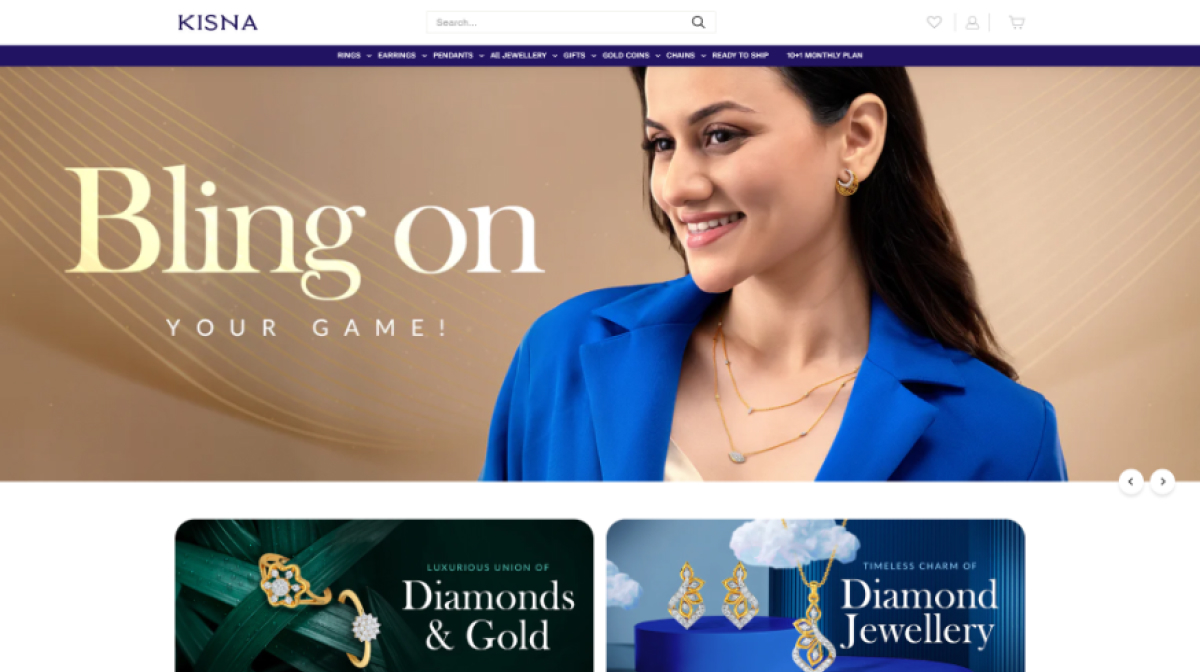 KISNA
Search...
RINGS EARRINGS PENDANTS All JEWELLERY GIFTS GOLD COINS CHAINS READY TO SHIP 10+1 MONTHLY PLAN
Bling on
YOUR GAME!
LUXURIOUS UNION OF
Diamonds
& Gold
TIMELESS CHARM OF
Diamond
Jewellery